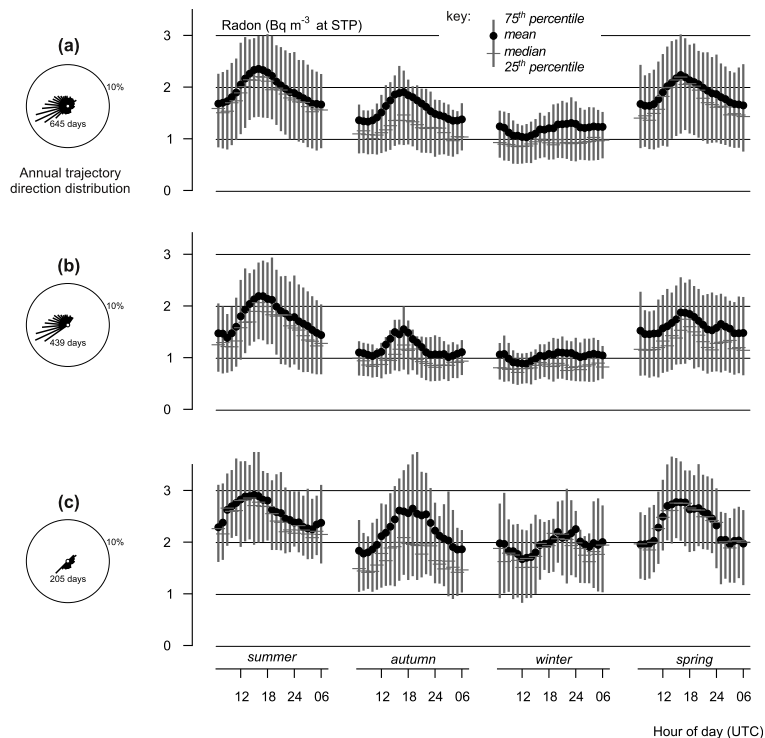 Radon (Bq m⁻³ at STP)
key:
75th percentile
mean
median
25th percentile
(a)
10%
645 days
Annual trajectory
direction distribution
3
2
1
0
(b)
10%
439 days
3
2
1
0
(c)
10%
205 days
3
2
1
0
summer autumn winter spring
12 18 24 06 12 18 24 06 12 18 24 06 12 18 24 06
Hour of day (UTC)